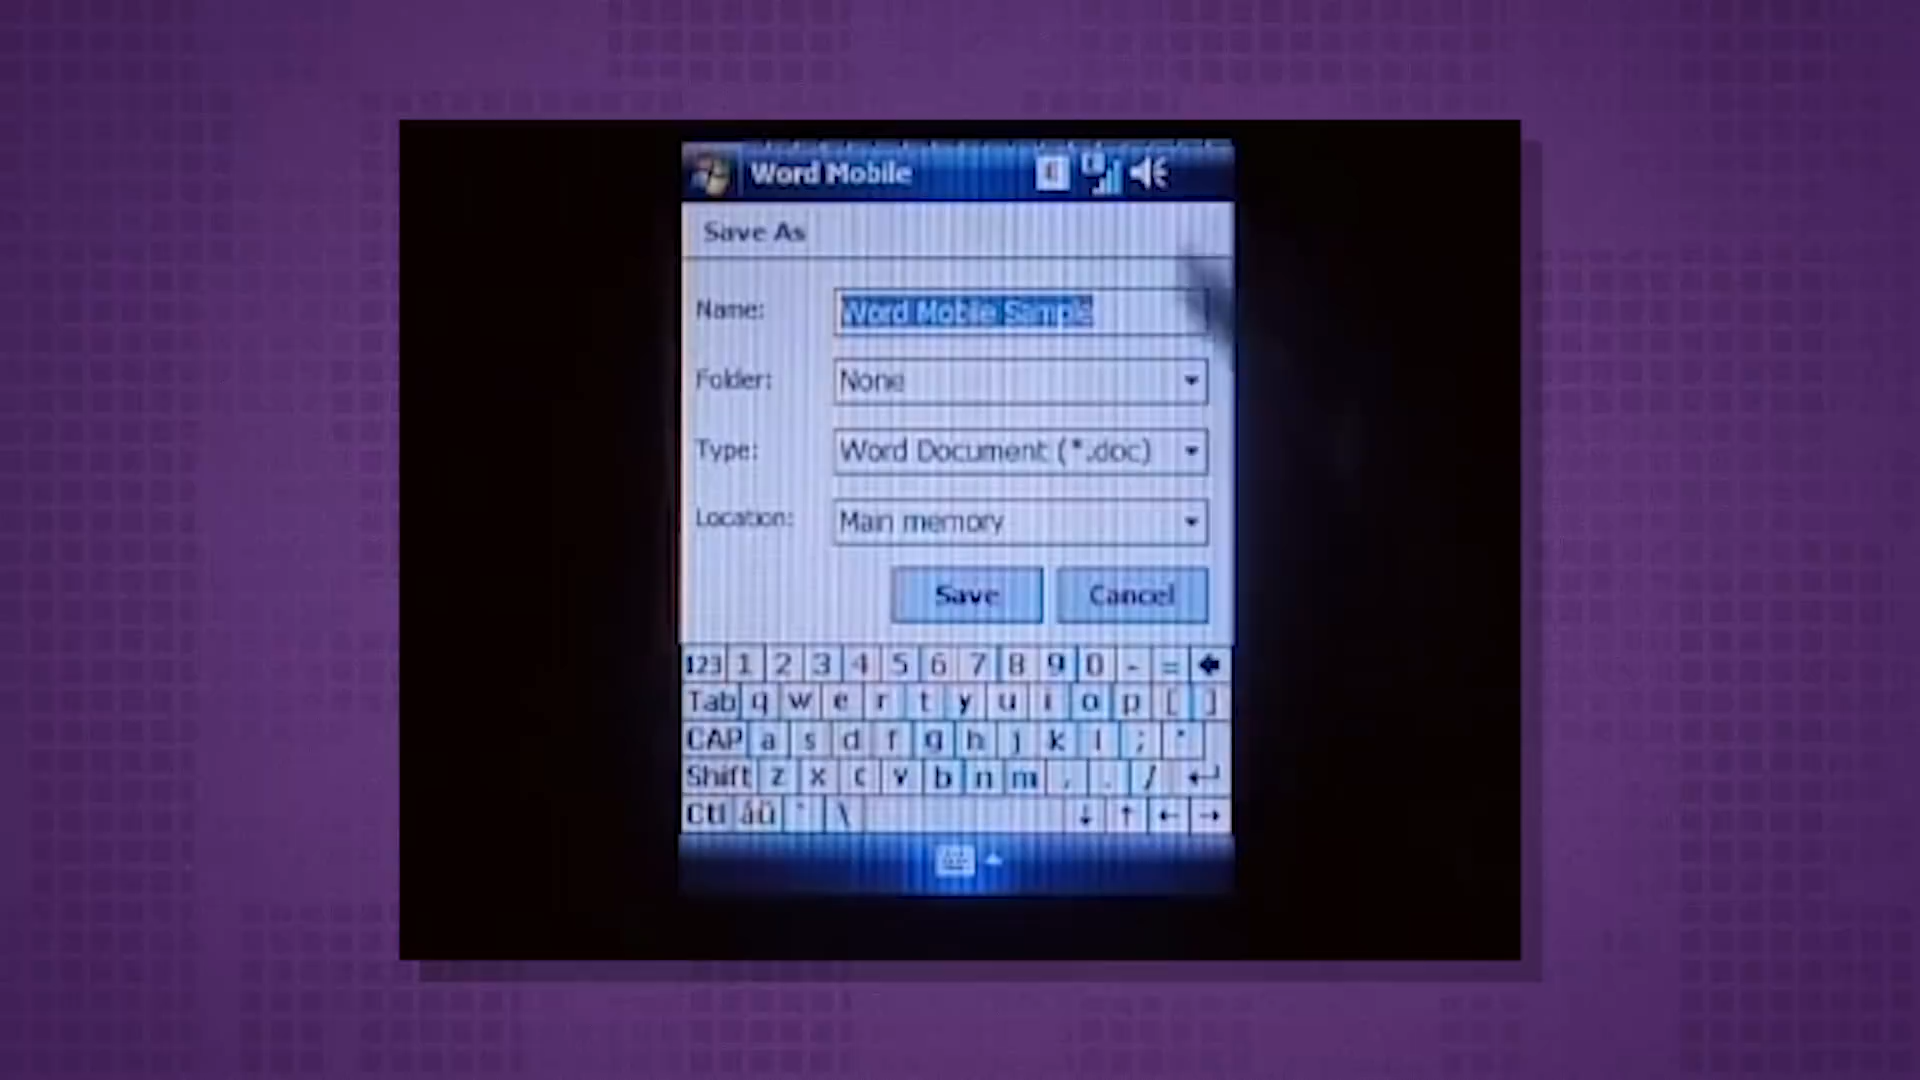 Word Mobile
Save As
Name: Word Mobile Sample
Folder: None
Type: Word Document (*.doc)
Location: Main memory
Save Cancel
123 1 2 3 4 5 6 7 8 9 0 - =
Tab q w e r t y u i o p [ ]
CAP a s d f g h j k l ; '
Shift z x c v b n m , . /
Ctl áü ` \ ↓ ↑ ← →